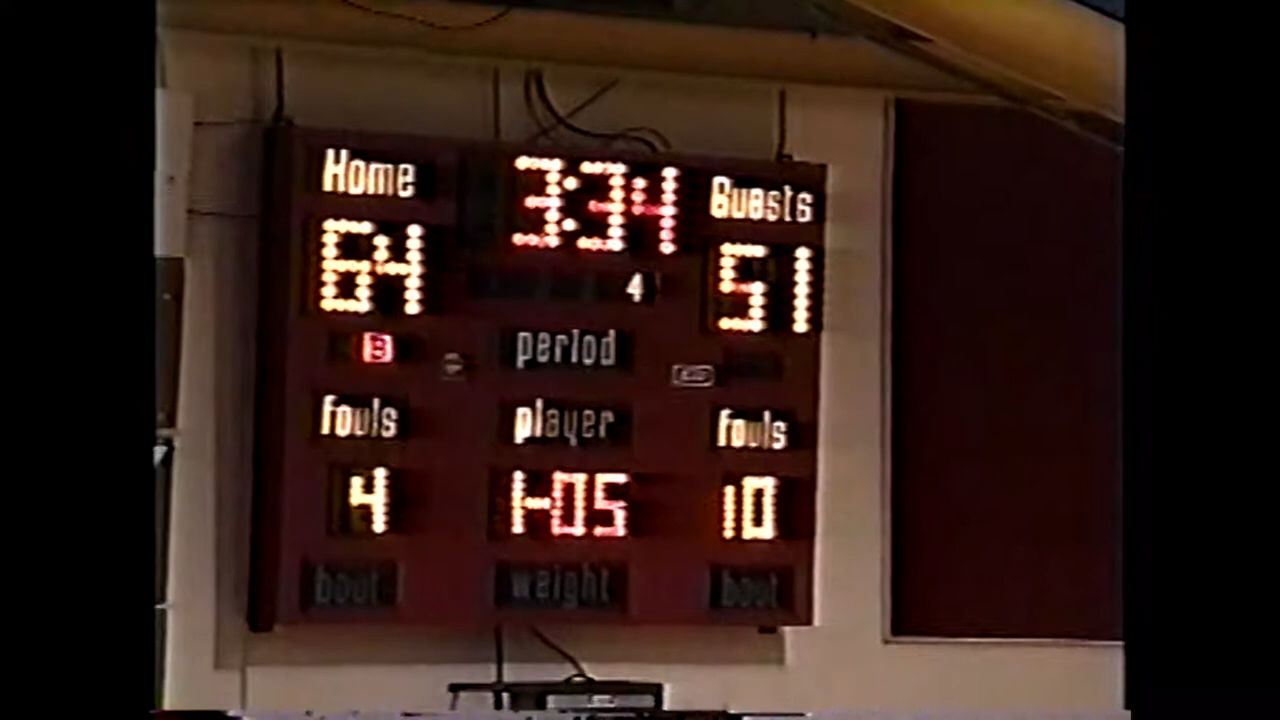 Home 3:34 Guests
64 51
4
B period
fouls player fouls
4 1-05 10
bout weight bout